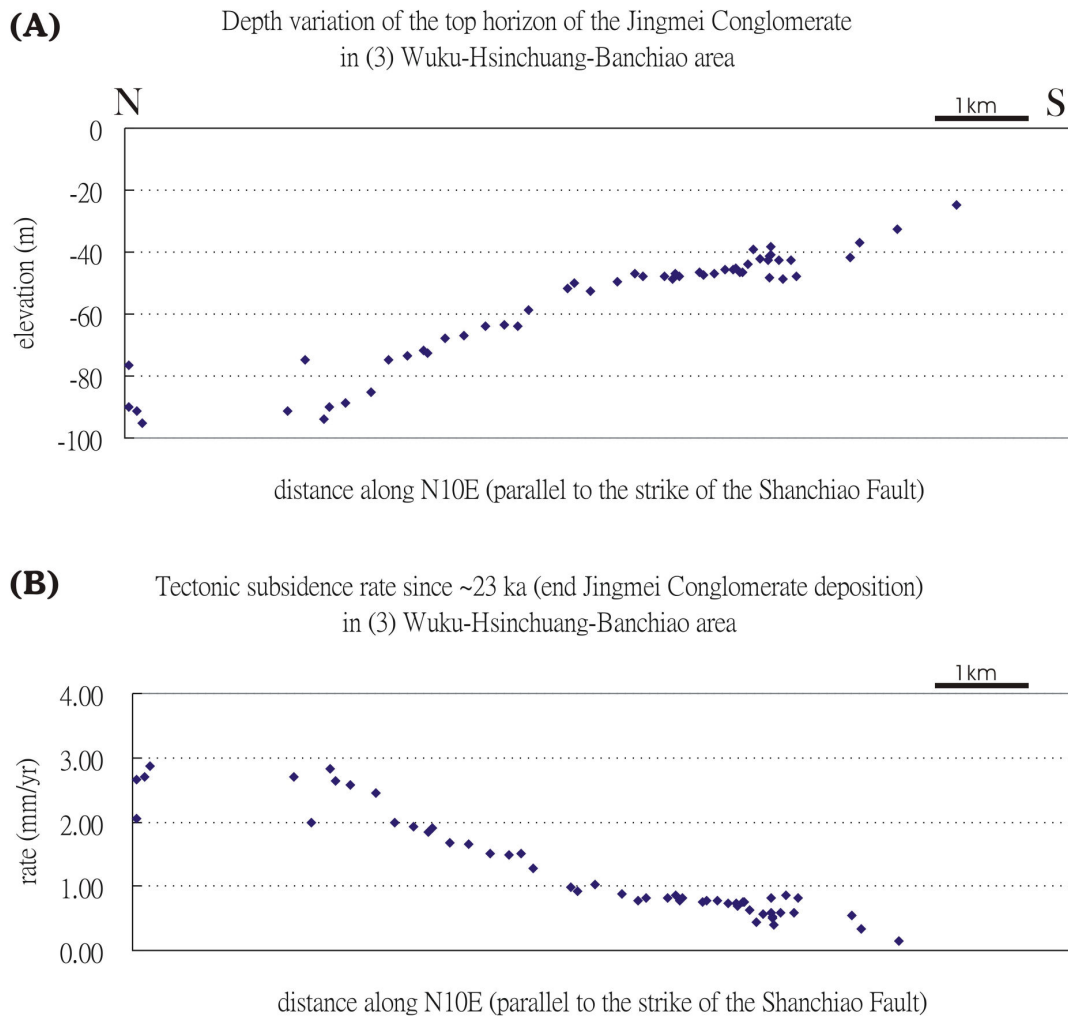 (A)
Depth variation of the top horizon of the Jingmei Conglomerate
in (3) Wuku-Hsinchuang-Banchiao area
N
1km
S
0
-20
-40
-60
-80
-100
elevation (m)
distance along N10E (parallel to the strike of the Shanchiao Fault)
(B)
Tectonic subsidence rate since ~23 ka (end Jingmei Conglomerate deposition)
in (3) Wuku-Hsinchuang-Banchiao area
1km
4.00
3.00
2.00
1.00
0.00
rate (mm/yr)
distance along N10E (parallel to the strike of the Shanchiao Fault)